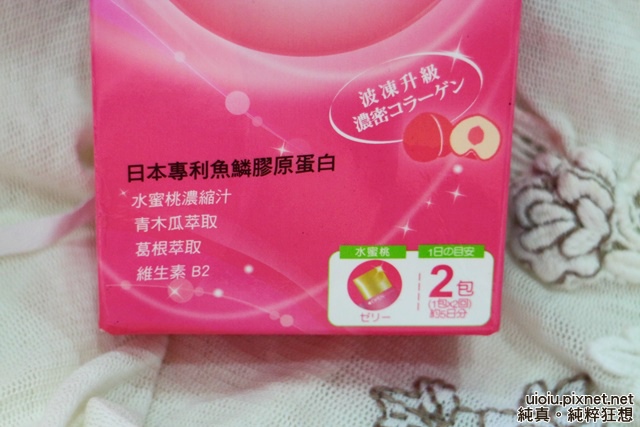 波凍升級
濃密コラーゲン
日本專利魚鱗膠原蛋白
水蜜桃濃縮汁
青木瓜萃取
葛根萃取
維生素 B2
水蜜桃
ゼリー
1日の目安
2包
(1包×2回)
約5日分
uioiu.pixnet.net
純真。純粹狂想